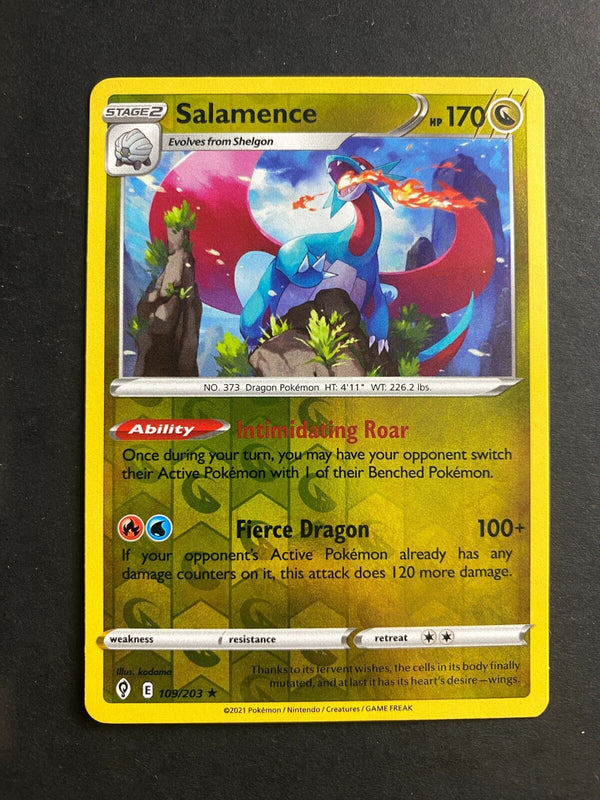 STAGE 2 Salamence HP 170
Evolves from Shelgon
NO. 373 Dragon Pokémon HT: 4'11" WT: 226.2 lbs.
Ability Intimidating Roar
Once during your turn, you may have your opponent switch
their Active Pokémon with 1 of their Benched Pokémon.
Fierce Dragon 100+
If your opponent's Active Pokémon already has any
damage counters on it, this attack does 120 more damage.
weakness resistance retreat
Illus. kodama
Thanks to its fervent wishes, the cells in its body finally
mutated, and at last it has its heart's desire—wings.
E 109/203 ★
©2021 Pokémon / Nintendo / Creatures / GAME FREAK